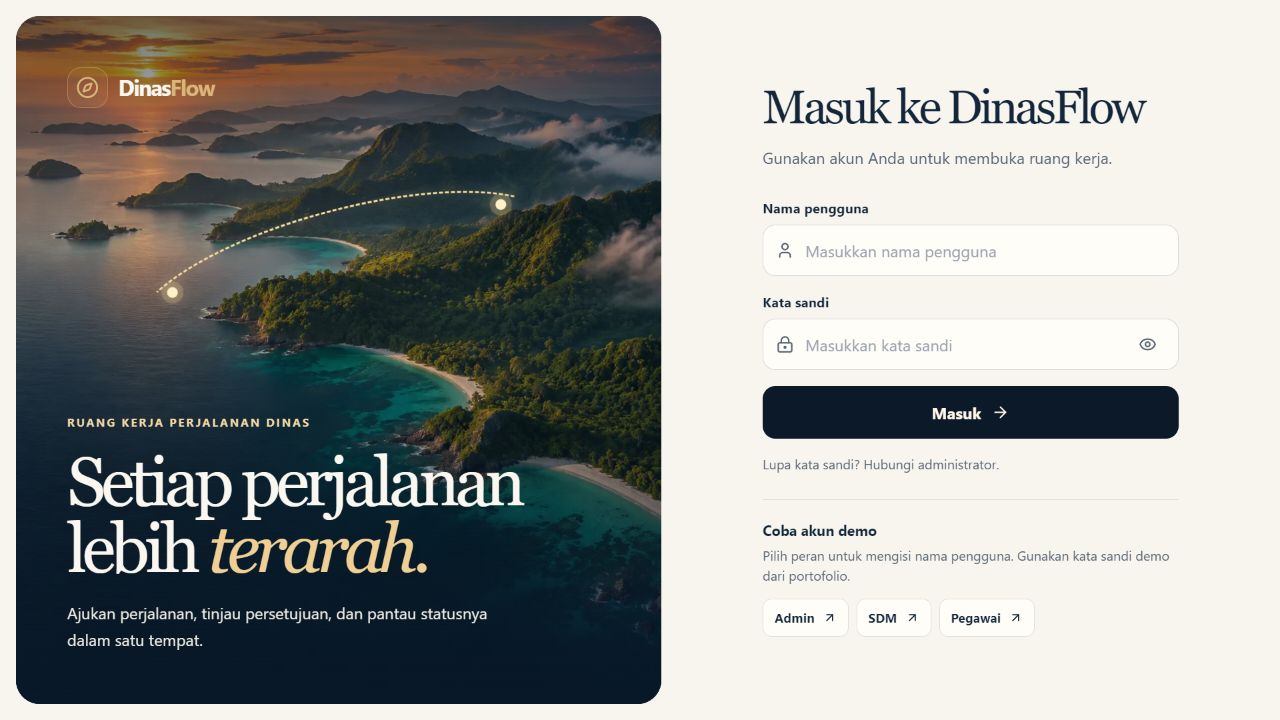 DinasFlow
RUANG KERJA PERJALANAN DINAS
Setiap perjalanan
lebih terarah.
Ajukan perjalanan, tinjau persetujuan, dan pantau statusnya
dalam satu tempat.
Masuk ke DinasFlow
Gunakan akun Anda untuk membuka ruang kerja.
Nama pengguna
Masukkan nama pengguna
Kata sandi
Masukkan kata sandi
Masuk
Lupa kata sandi? Hubungi administrator.
Coba akun demo
Pilih peran untuk mengisi nama pengguna. Gunakan kata sandi demo
dari portofolio.
Admin
SDM
Pegawai